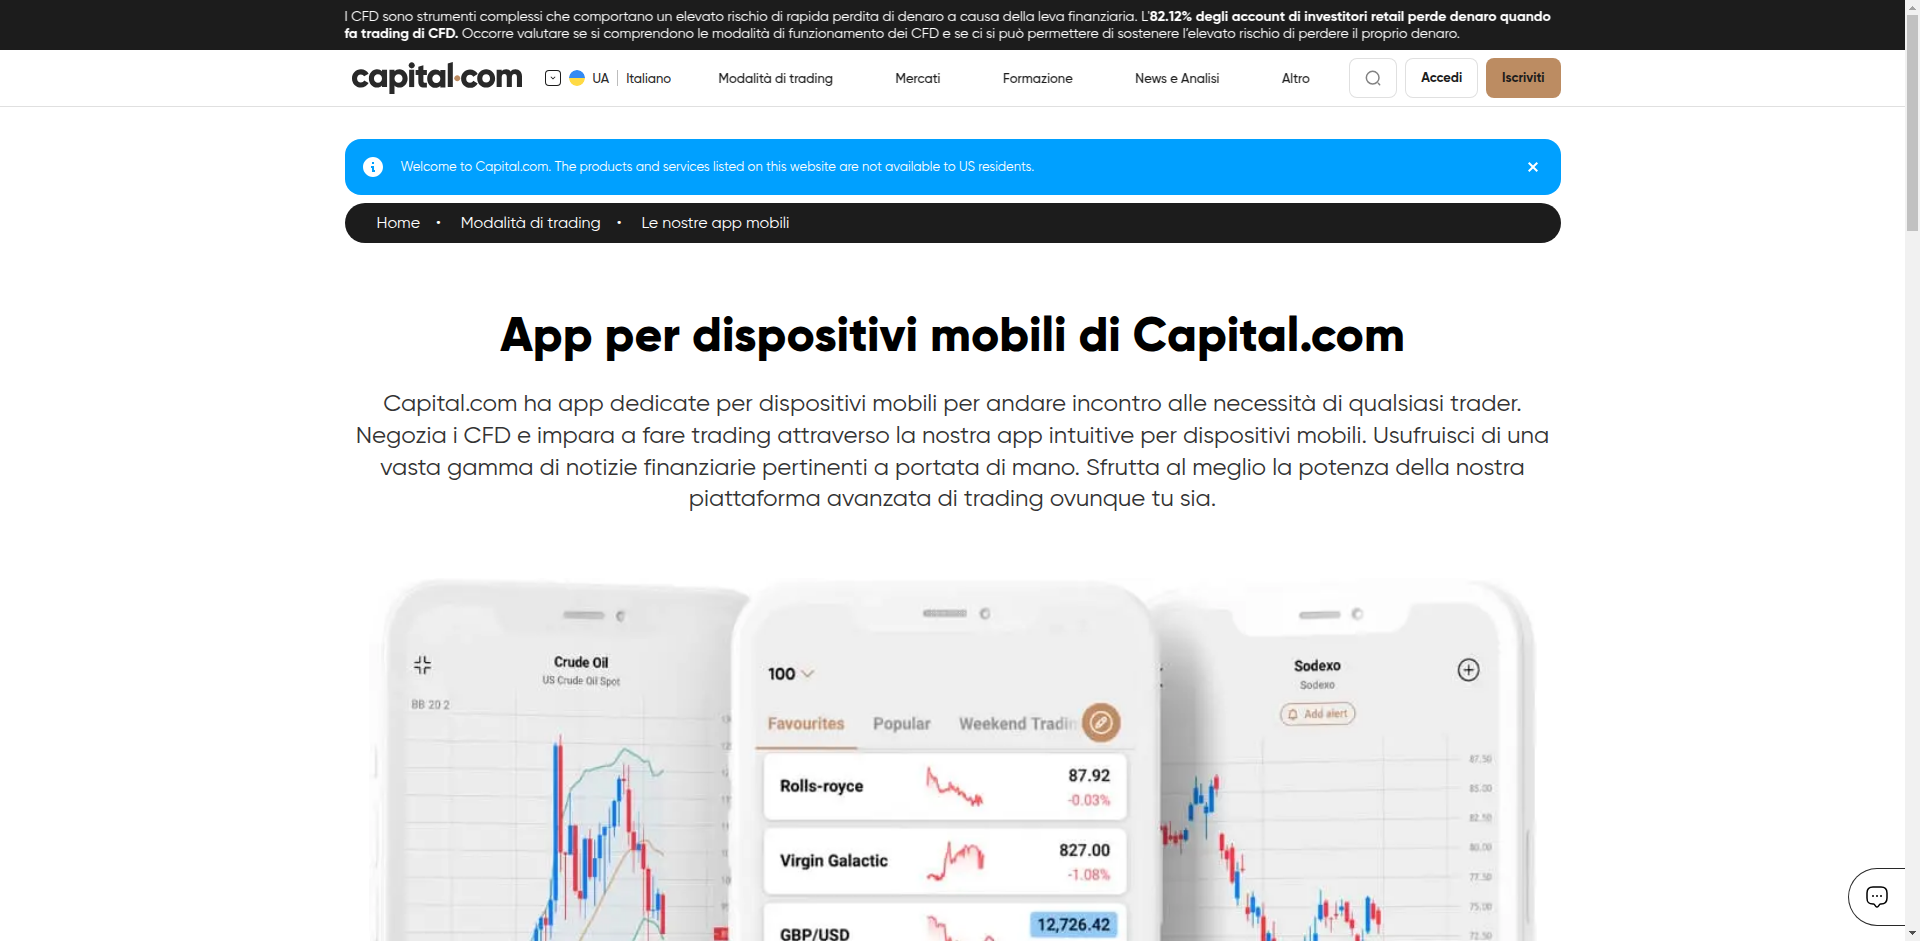 I CFD sono strumenti complessi che comportano un elevato rischio di rapida perdita di denaro a causa della leva finanziaria. L'82.12% degli account di investitori retail perde denaro quando
fa trading di CFD. Occorre valutare se si comprendono le modalità di funzionamento dei CFD e se ci si può permettere di sostenere l'elevato rischio di perdere il proprio denaro.
capital.com UA Italiano Modalità di trading Mercati Formazione News e Analisi Altro Accedi Iscriviti
Welcome to Capital.com. The products and services listed on this website are not available to US residents.
Home • Modalità di trading • Le nostre app mobili
App per dispositivi mobili di Capital.com
Capital.com ha app dedicate per dispositivi mobili per andare incontro alle necessità di qualsiasi trader.
Negozia i CFD e impara a fare trading attraverso la nostra app intuitive per dispositivi mobili. Usufruisci di una
vasta gamma di notizie finanziarie pertinenti a portata di mano. Sfrutta al meglio la potenza della nostra
piattaforma avanzata di trading ovunque tu sia.
Crude Oil
US Crude Oil Spot
BB 20 2
100
Favourites Popular Weekend Tradin
Rolls-royce 87.92
-0.03%
Virgin Galactic 827.00
-1.08%
GBP/USD 12,726.42
Sodexo
Sodexo
Add alert
87.50
85.00
82.50
80.00
77.50
75.00
72.50